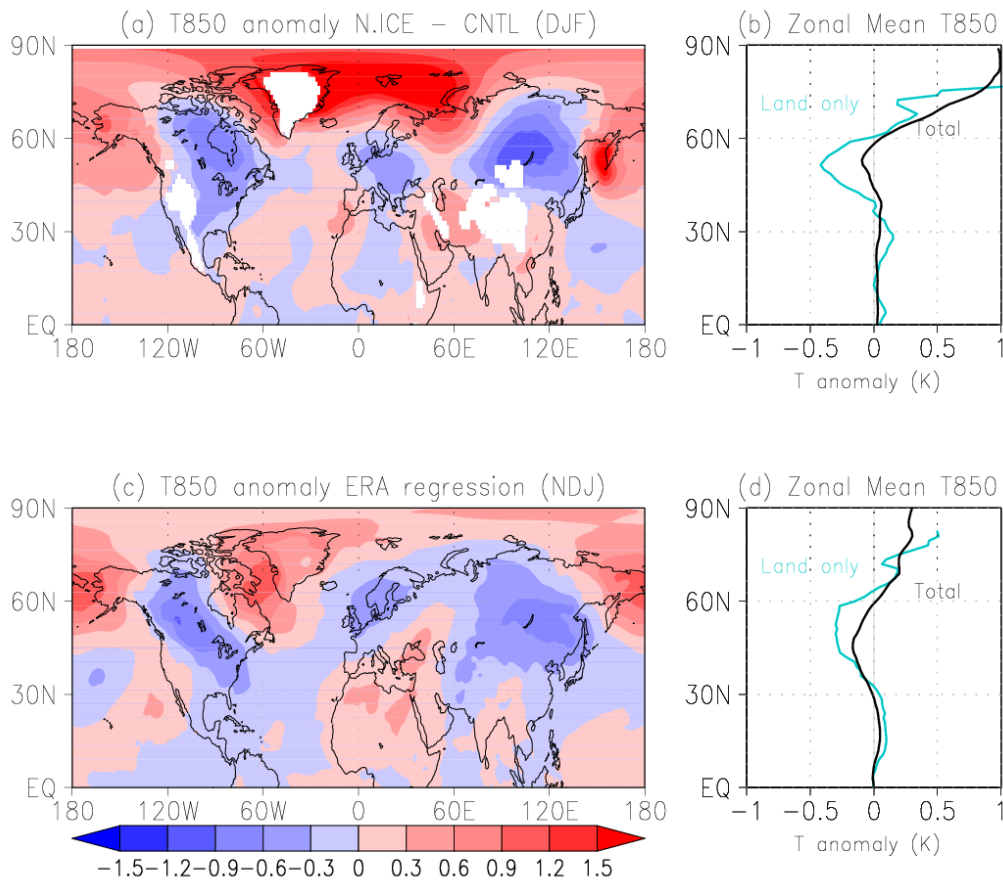 (a) T850 anomaly N.ICE − CNTL (DJF)
90N
60N
30N
EQ
180 120W 60W 0 60E 120E 180
(b) Zonal Mean T850
90N
Land only
Total
60N
30N
EQ
−1 −0.5 0 0.5 1
T anomaly (K)
(c) T850 anomaly ERA regression (NDJ)
90N
60N
30N
EQ
180 120W 60W 0 60E 120E 180
−1.5 −1.2 −0.9 −0.6 −0.3 0 0.3 0.6 0.9 1.2 1.5
(d) Zonal Mean T850
90N
Land only
Total
60N
30N
EQ
−1 −0.5 0 0.5 1
T anomaly (K)